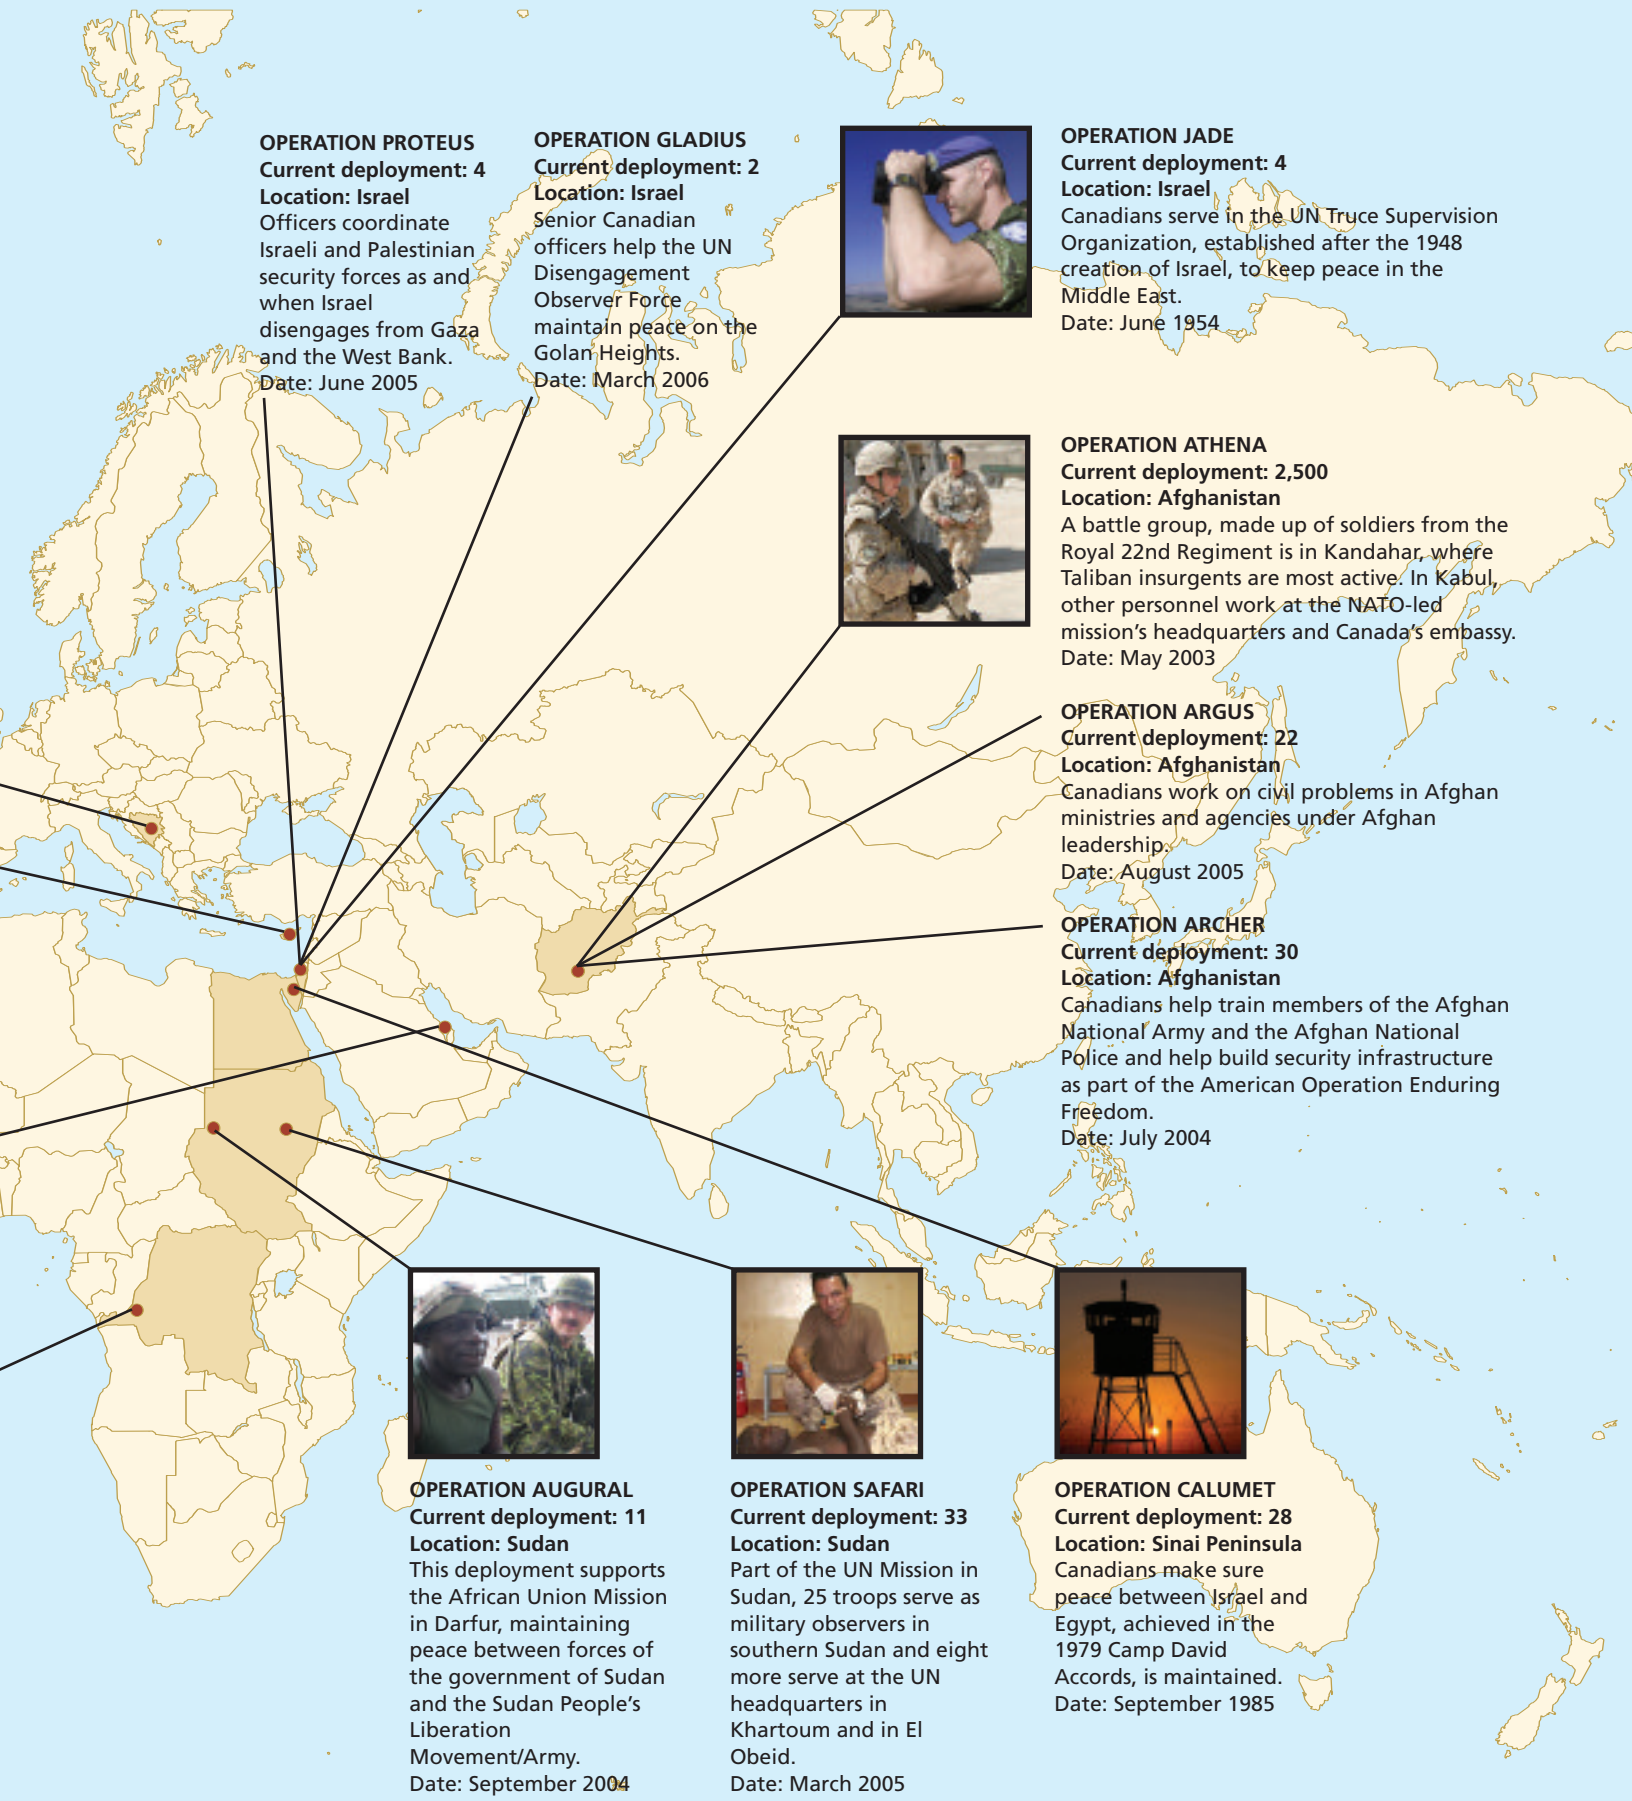 OPERATION PROTEUS
Current deployment: 4
Location: Israel
Officers coordinate
Israeli and Palestinian
security forces as and
when Israel
disengages from Gaza
and the West Bank.
Date: June 2005
OPERATION GLADIUS
Current deployment: 2
Location: Israel
Senior Canadian
officers help the UN
Disengagement
Observer Force
maintain peace on the
Golan Heights.
Date: March 2006
OPERATION JADE
Current deployment: 4
Location: Israel
Canadians serve in the UN Truce Supervision
Organization, established after the 1948
creation of Israel, to keep peace in the
Middle East.
Date: June 1954
OPERATION ATHENA
Current deployment: 2,500
Location: Afghanistan
A battle group, made up of soldiers from the
Royal 22nd Regiment is in Kandahar, where
Taliban insurgents are most active. In Kabul,
other personnel work at the NATO-led
mission's headquarters and Canada's embassy.
Date: May 2003
OPERATION ARGUS
Current deployment: 22
Location: Afghanistan
Canadians work on civil problems in Afghan
ministries and agencies under Afghan
leadership.
Date: August 2005
OPERATION ARCHER
Current deployment: 30
Location: Afghanistan
Canadians help train members of the Afghan
National Army and the Afghan National
Police and help build security infrastructure
as part of the American Operation Enduring
Freedom.
Date: July 2004
OPERATION AUGURAL
Current deployment: 11
Location: Sudan
This deployment supports
the African Union Mission
in Darfur, maintaining
peace between forces of
the government of Sudan
and the Sudan People's
Liberation
Movement/Army.
Date: September 2004
OPERATION SAFARI
Current deployment: 33
Location: Sudan
Part of the UN Mission in
Sudan, 25 troops serve as
military observers in
southern Sudan and eight
more serve at the UN
headquarters in
Khartoum and in El
Obeid.
Date: March 2005
OPERATION CALUMET
Current deployment: 28
Location: Sinai Peninsula
Canadians make sure
peace between Israel and
Egypt, achieved in the
1979 Camp David
Accords, is maintained.
Date: September 1985